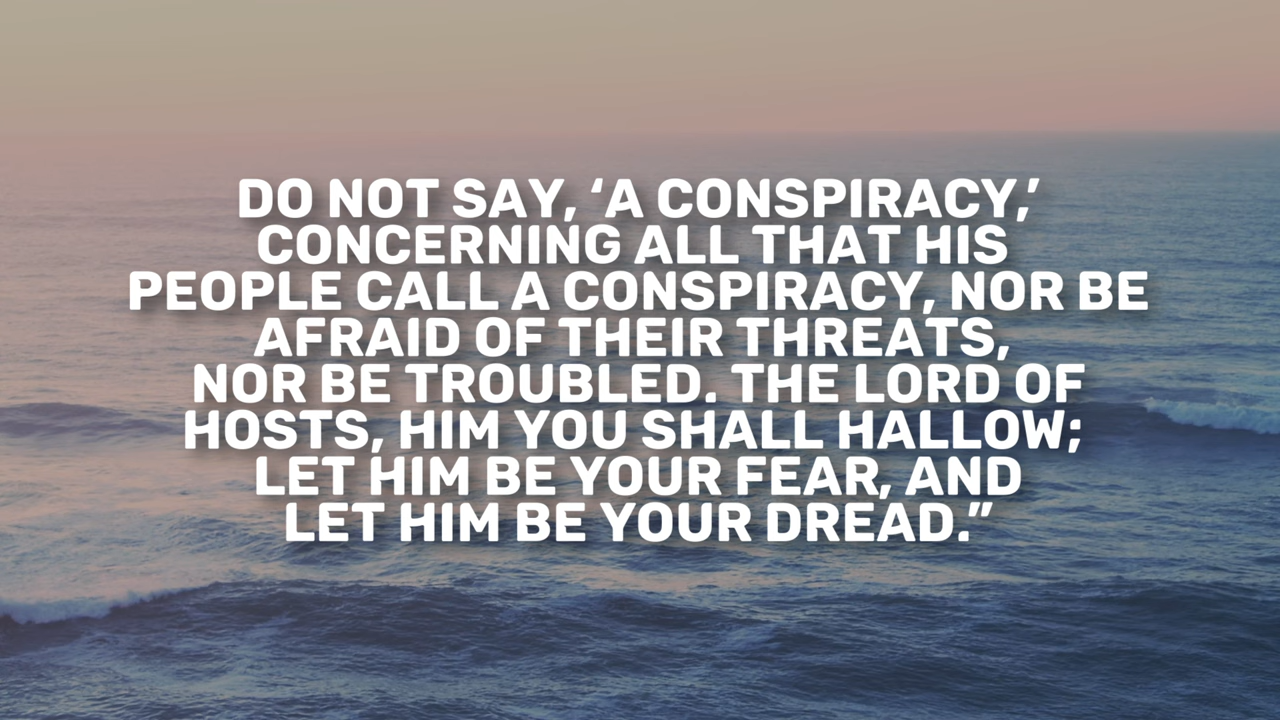 DO NOT SAY, ‘A CONSPIRACY,’
CONCERNING ALL THAT HIS
PEOPLE CALL A CONSPIRACY, NOR BE
AFRAID OF THEIR THREATS,
NOR BE TROUBLED. THE LORD OF
HOSTS, HIM YOU SHALL HALLOW;
LET HIM BE YOUR FEAR, AND
LET HIM BE YOUR DREAD.”